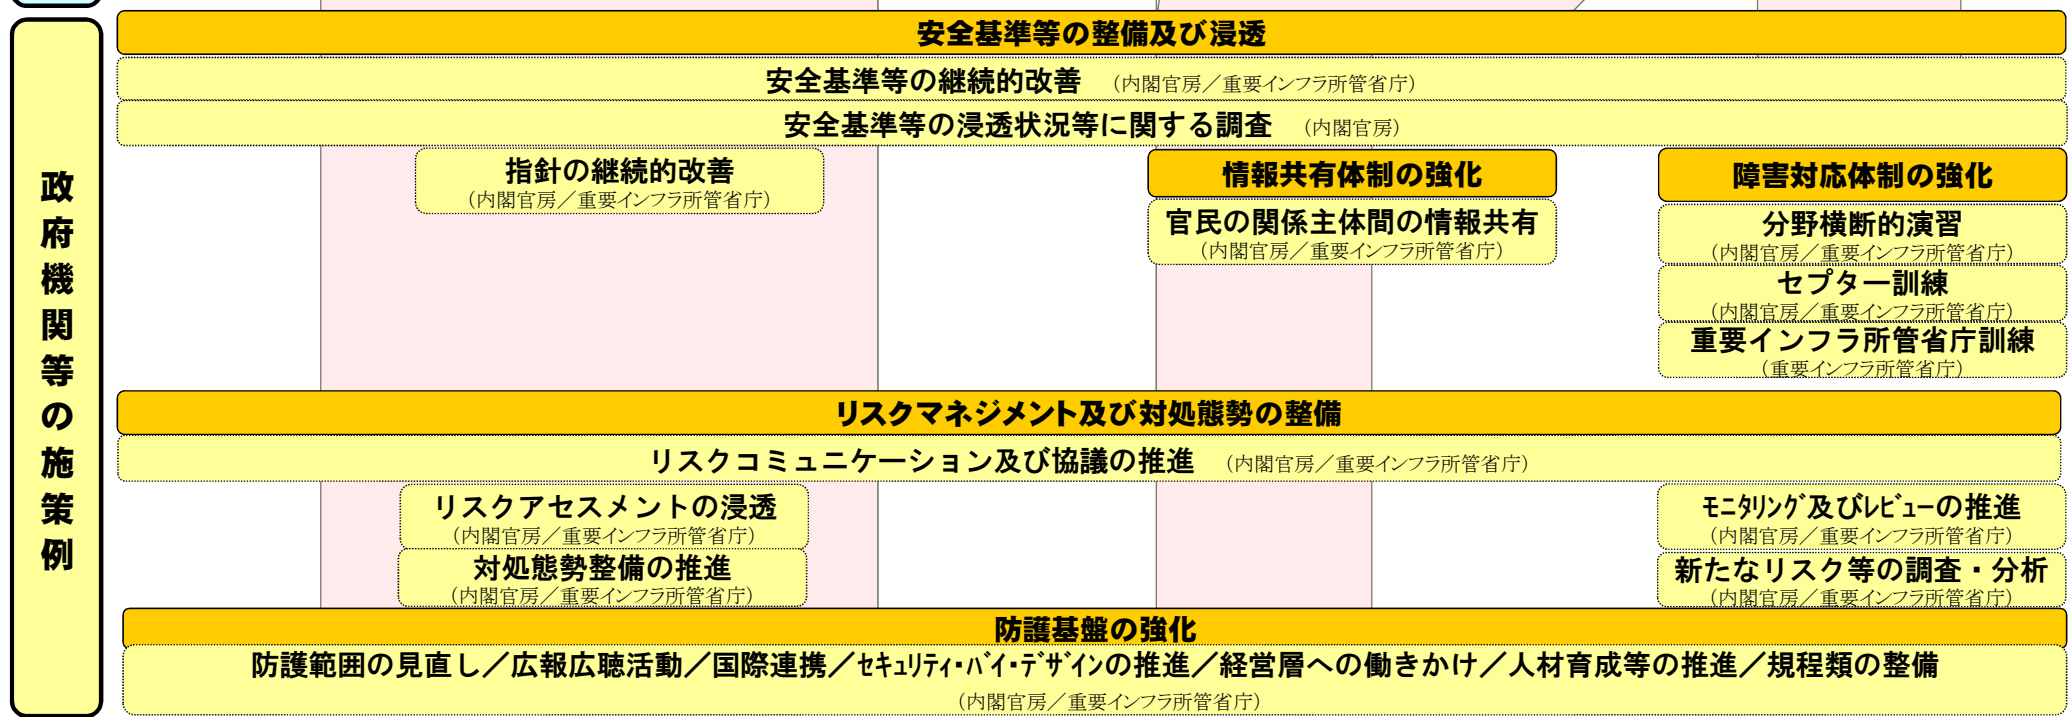 政府機関等の施策例
安全基準等の整備及び浸透
安全基準等の継続的改善 （内閣官房／重要インフラ所管省庁）
安全基準等の浸透状況等に関する調査 （内閣官房）
指針の継続的改善
（内閣官房／重要インフラ所管省庁）
情報共有体制の強化
官民の関係主体間の情報共有
（内閣官房／重要インフラ所管省庁）
障害対応体制の強化
分野横断的演習
（内閣官房／重要インフラ所管省庁）
セプター訓練
（内閣官房／重要インフラ所管省庁）
重要インフラ所管省庁訓練
（重要インフラ所管省庁）
リスクマネジメント及び対処態勢の整備
リスクコミュニケーション及び協議の推進 （内閣官房／重要インフラ所管省庁）
リスクアセスメントの浸透
（内閣官房／重要インフラ所管省庁）
対処態勢整備の推進
（内閣官房／重要インフラ所管省庁）
ﾓﾆﾀﾘﾝｸﾞ及びﾚﾋﾞｭｰの推進
（内閣官房／重要インフラ所管省庁）
新たなリスク等の調査・分析
（内閣官房／重要インフラ所管省庁）
防護基盤の強化
防護範囲の見直し／広報広聴活動／国際連携／ｾｷｭﾘﾃｨ･ﾊﾞｲ･ﾃﾞｻﾞｲﾝの推進／経営層への働きかけ／人材育成等の推進／規程類の整備
（内閣官房／重要インフラ所管省庁）